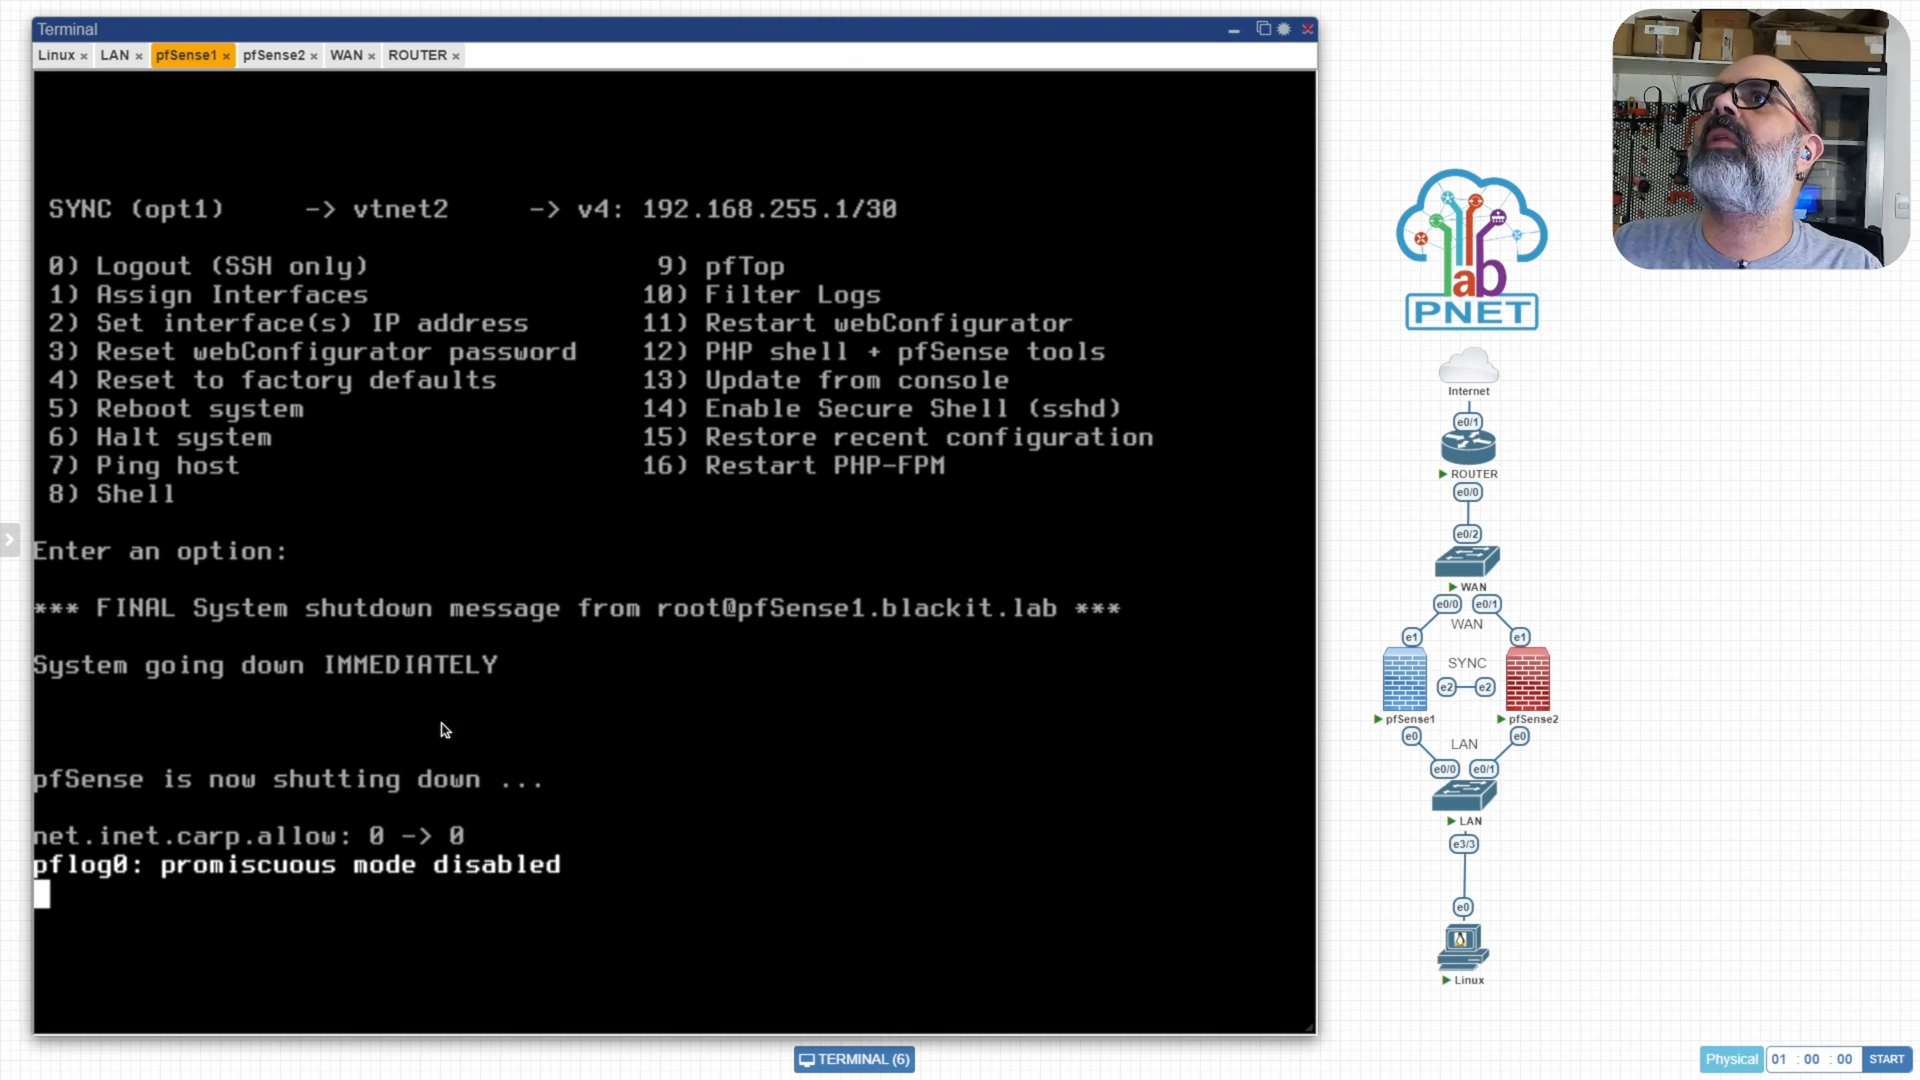 Terminal
Linux × LAN × pfSense1 × pfSense2 × WAN × ROUTER ×
SYNC (opt1) -> vtnet2 -> v4: 192.168.255.1/30
0) Logout (SSH only) 9) pfTop
1) Assign Interfaces 10) Filter Logs
2) Set interface(s) IP address 11) Restart webConfigurator
3) Reset webConfigurator password 12) PHP shell + pfSense tools
4) Reset to factory defaults 13) Update from console
5) Reboot system 14) Enable Secure Shell (sshd)
6) Halt system 15) Restore recent configuration
7) Ping host 16) Restart PHP-FPM
8) Shell
Enter an option:
*** FINAL System shutdown message from root@pfSense1.blackit.lab ***
System going down IMMEDIATELY
pfSense is now shutting down ...
net.inet.carp.allow: 0 -> 0
pflog0: promiscuous mode disabled
lab
PNET
Internet
e0/1
ROUTER
e0/0
e0/2
WAN
e0/0 e0/1
WAN
e1 e1
SYNC
e2 e2
pfSense1 pfSense2
e0 e0
LAN
e0/0 e0/1
LAN
e3/3
e0
Linux
TERMINAL (6)
Physical 01 : 00 : 00 START